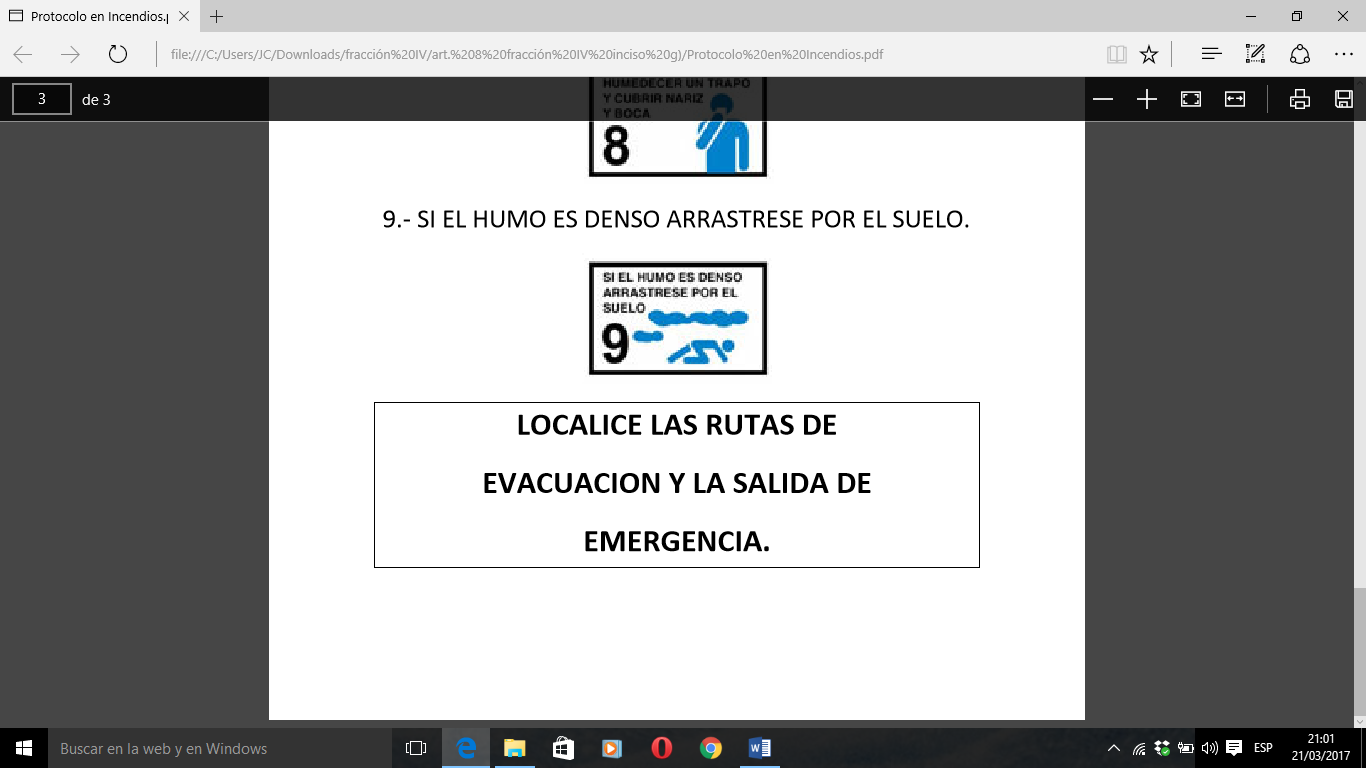 Protocolo en Incendios.p
file:///C:/Users/JC/Downloads/fracción%20IV/art.%208%20fracción%20IV%20inciso%20g)/Protocolo%20en%20Incendios.pdf
3 de 3
HUMEDECER UN TRAPO
Y CUBRIR NARIZ
Y BOCA
8
9.- SI EL HUMO ES DENSO ARRASTRESE POR EL SUELO.
SI EL HUMO ES DENSO
ARRASTRESE POR EL
SUELO
9
LOCALICE LAS RUTAS DE
EVACUACION Y LA SALIDA DE
EMERGENCIA.
Buscar en la web y en Windows
ESP
21:01
21/03/2017